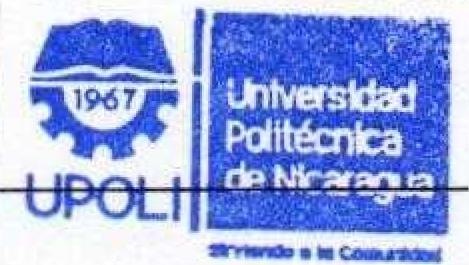 1967
UPOLI
Universidad
Politécnica
de Nicaragua
Sirviendo a la Comunidad